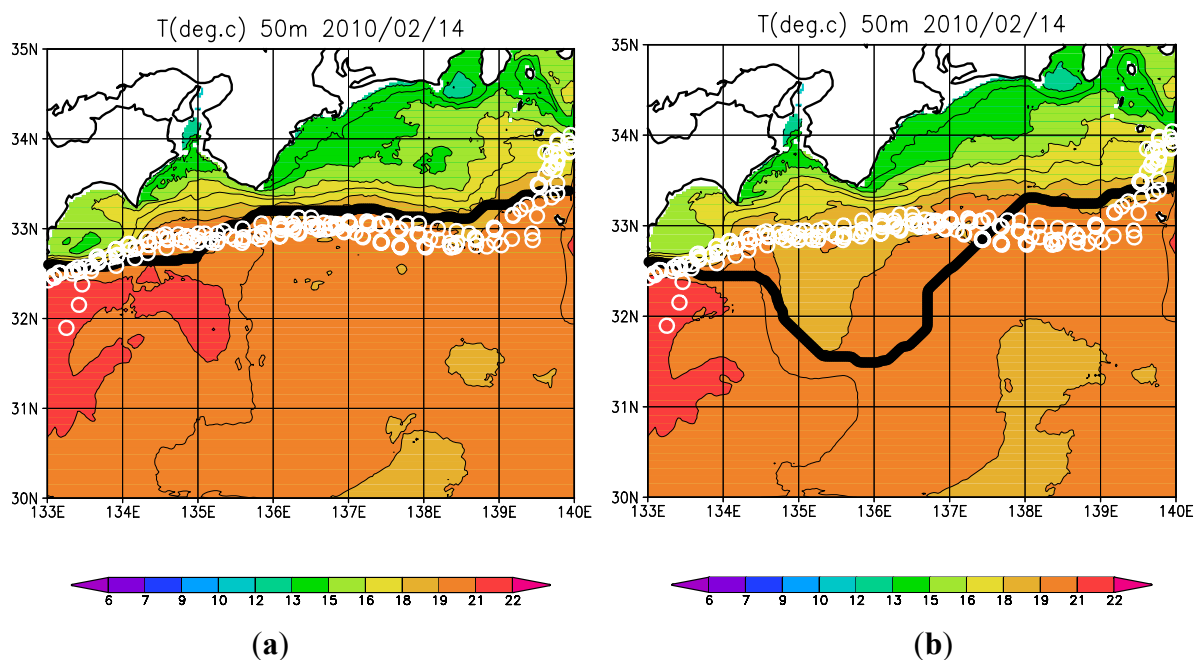 T(deg.c) 50m 2010/02/14
35N
34N
33N
32N
31N
30N
133E 134E 135E 136E 137E 138E 139E 140E
6 7 9 10 12 13 15 16 18 19 21 22
(a)
T(deg.c) 50m 2010/02/14
35N
34N
33N
32N
31N
30N
133E 134E 135E 136E 137E 138E 139E 140E
6 7 9 10 12 13 15 16 18 19 21 22
(b)